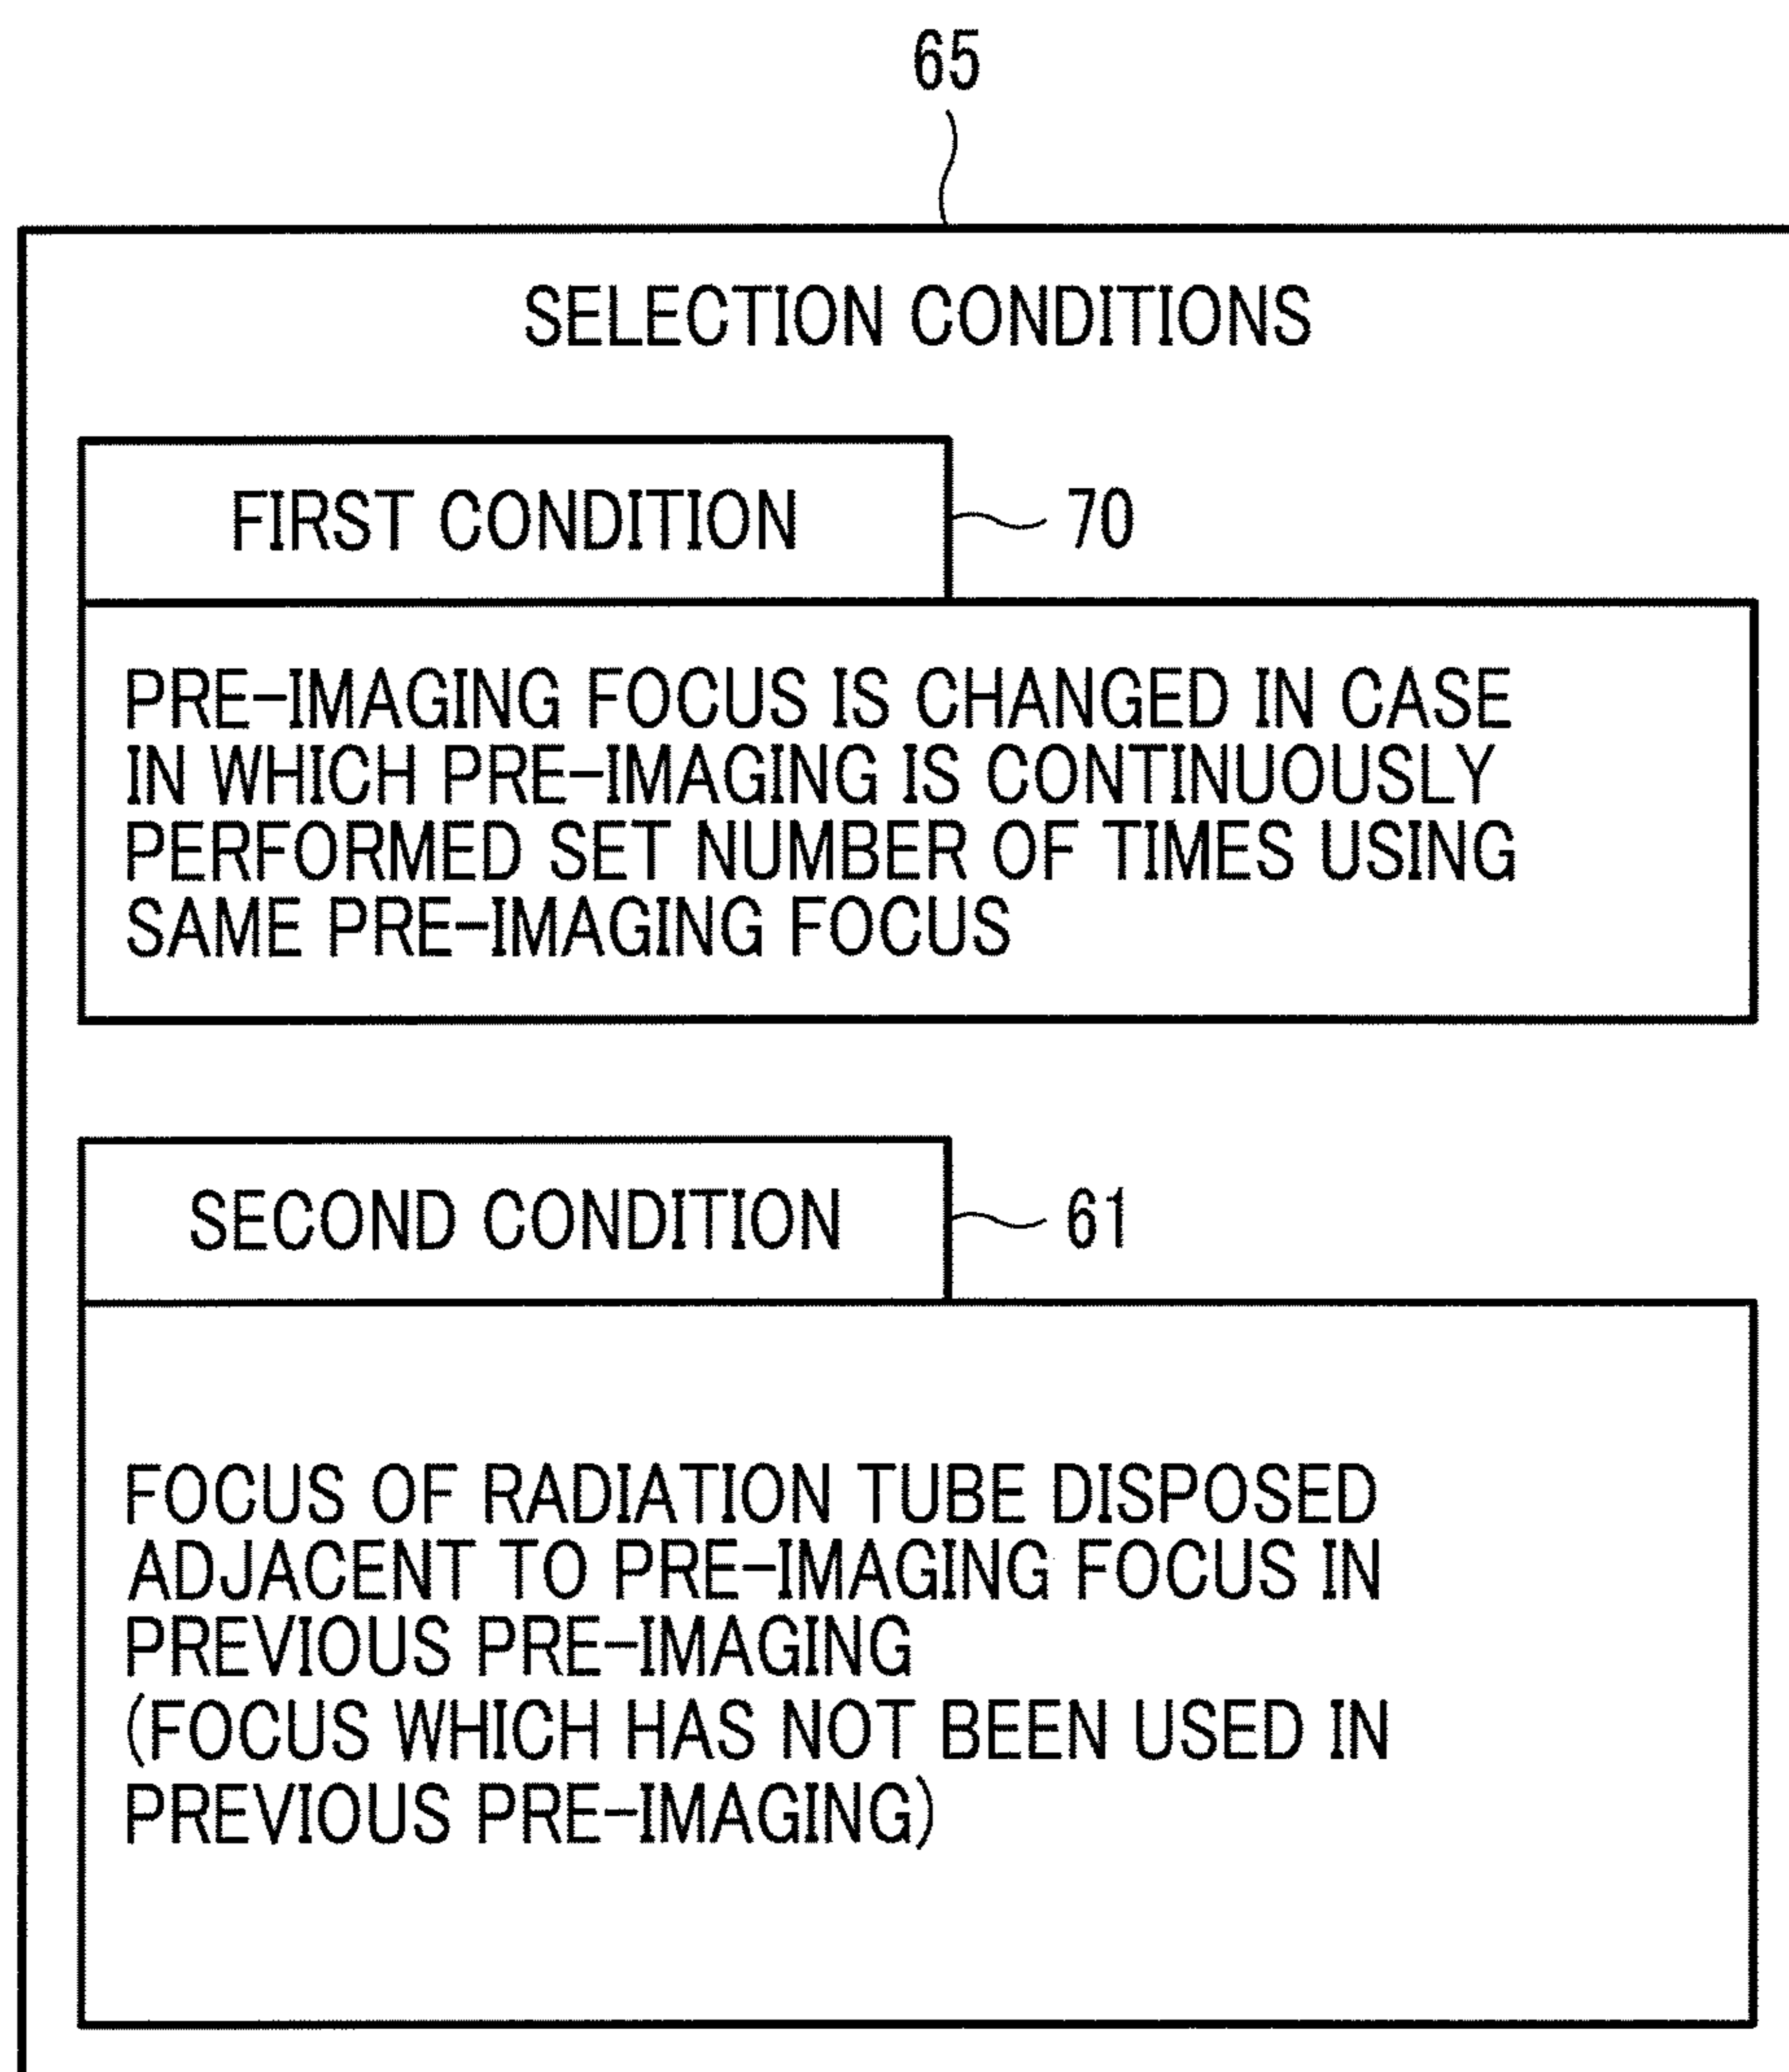 65
SELECTION CONDITIONS
FIRST CONDITION 70
PRE-IMAGING FOCUS IS CHANGED IN CASE
IN WHICH PRE-IMAGING IS CONTINUOUSLY
PERFORMED SET NUMBER OF TIMES USING
SAME PRE-IMAGING FOCUS
SECOND CONDITION 61
FOCUS OF RADIATION TUBE DISPOSED
ADJACENT TO PRE-IMAGING FOCUS IN
PREVIOUS PRE-IMAGING
(FOCUS WHICH HAS NOT BEEN USED IN
PREVIOUS PRE-IMAGING)